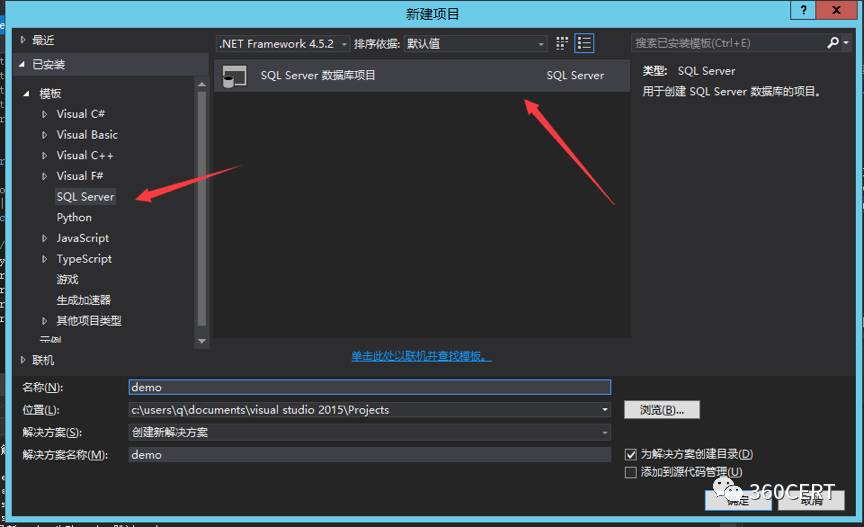 新建项目
?
最近
已安装
模板
Visual C#
Visual Basic
Visual C++
Visual F#
SQL Server
Python
JavaScript
TypeScript
游戏
生成加速器
其他项目类型
示例
联机
.NET Framework 4.5.2 排序依据: 默认值
SQL Server 数据库项目 SQL Server
单击此处以联机并查找模板。
搜索已安装模板(Ctrl+E)
类型: SQL Server
用于创建 SQL Server 数据库的项目。
名称(N): demo
位置(L): c:\users\q\documents\visual studio 2015\Projects 浏览(B)...
解决方案(S): 创建新解决方案
解决方案名称(M): demo
为解决方案创建目录(D)
添加到源代码管理(U)
确定 取消
360CERT